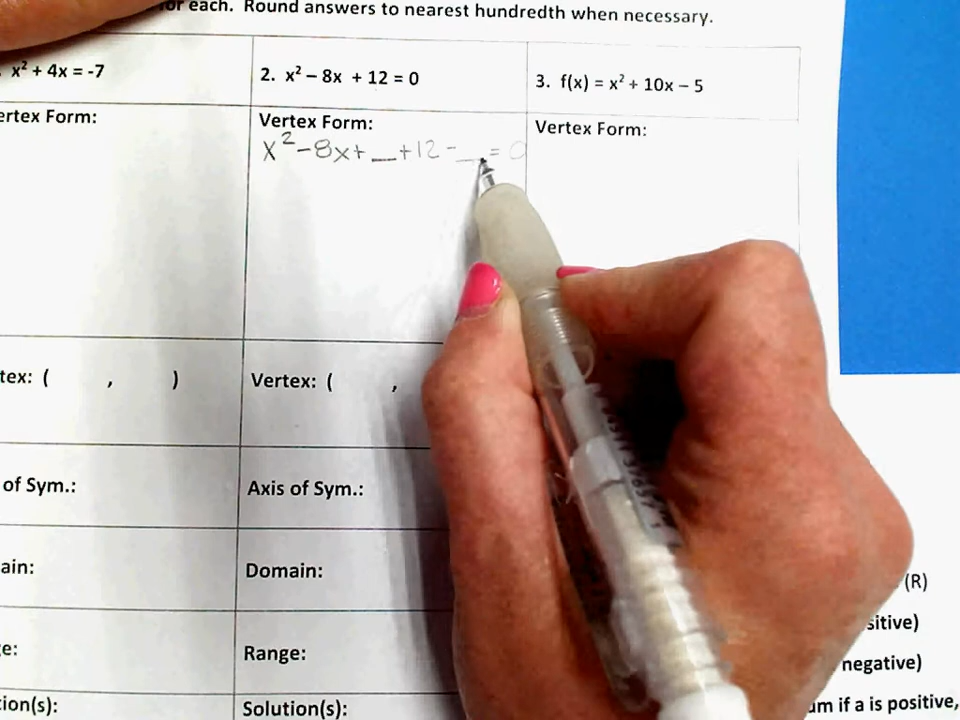 for each. Round answers to nearest hundredth when necessary.
x² + 4x = -7
2. x² – 8x + 12 = 0
3. f(x) = x² + 10x – 5
ertex Form:
Vertex Form:
Vertex Form:
x²-8x+__+12-__=0
tex: ( , )
Vertex: ( ,
of Sym.:
Axis of Sym.:
ain:
Domain:
(R)
sitive)
e:
Range:
negative)
ion(s):
Solution(s):
um if a is positive,